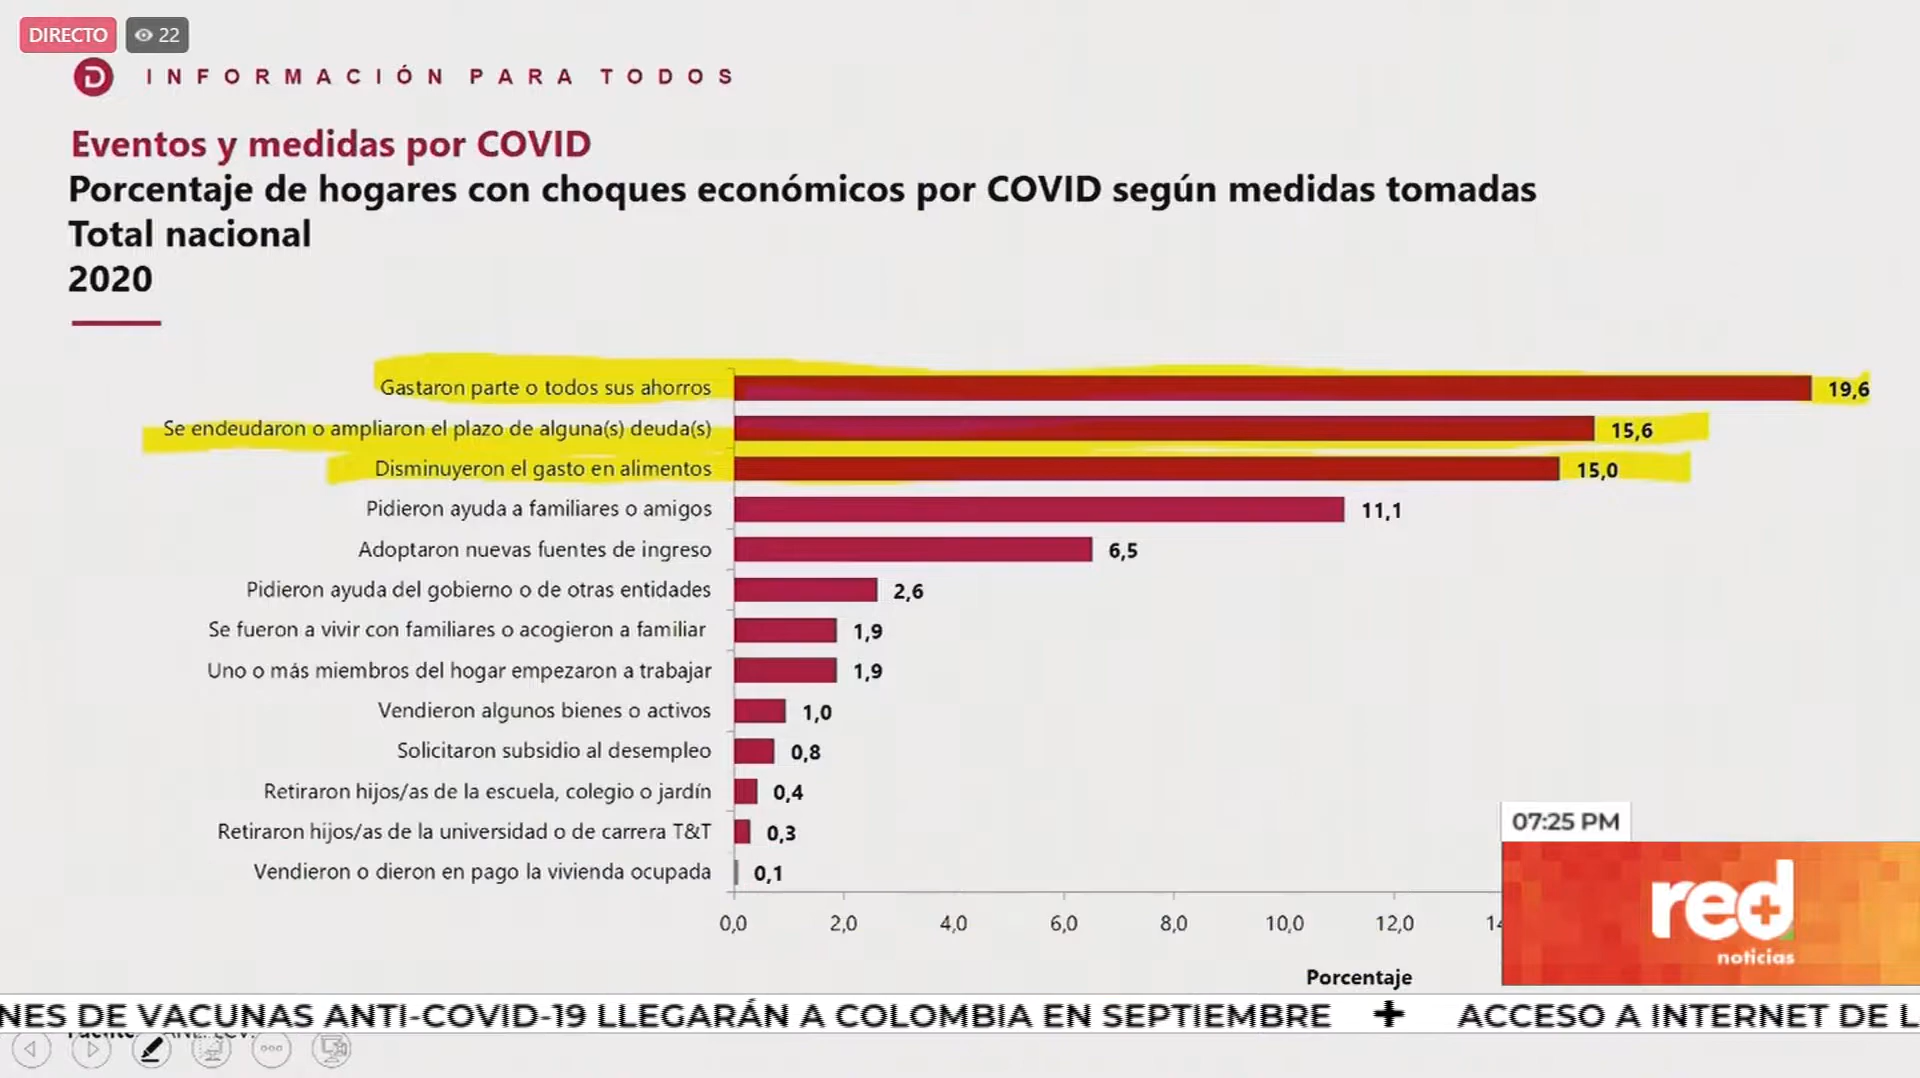 DIRECTO 22
INFORMACIÓN PARA TODOS
Eventos y medidas por COVID
Porcentaje de hogares con choques económicos por COVID según medidas tomadas
Total nacional
2020
Gastaron parte o todos sus ahorros 19,6
Se endeudaron o ampliaron el plazo de alguna(s) deuda(s) 15,6
Disminuyeron el gasto en alimentos 15,0
Pidieron ayuda a familiares o amigos 11,1
Adoptaron nuevas fuentes de ingreso 6,5
Pidieron ayuda del gobierno o de otras entidades 2,6
Se fueron a vivir con familiares o acogieron a familiar 1,9
Uno o más miembros del hogar empezaron a trabajar 1,9
Vendieron algunos bienes o activos 1,0
Solicitaron subsidio al desempleo 0,8
Retiraron hijos/as de la escuela, colegio o jardín 0,4
Retiraron hijos/as de la universidad o de carrera T&T 0,3
Vendieron o dieron en pago la vivienda ocupada 0,1
0,0 2,0 4,0 6,0 8,0 10,0 12,0
Porcentaje
07:25 PM
red
noticias
NES DE VACUNAS ANTI-COVID-19 LLEGARÁN A COLOMBIA EN SEPTIEMBRE + ACCESO A INTERNET DE L